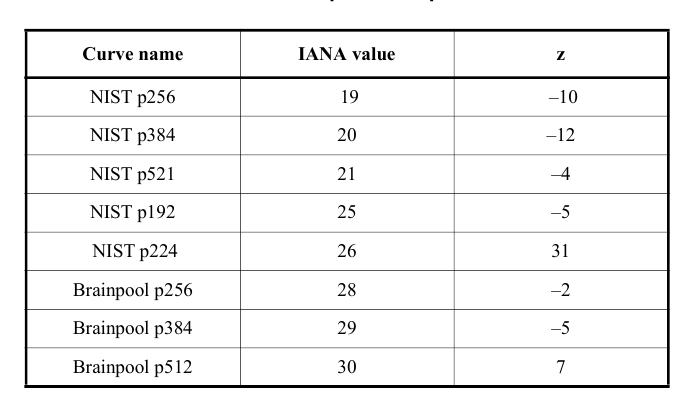 Curve name IANA value z
NIST p256 19 –10
NIST p384 20 –12
NIST p521 21 –4
NIST p192 25 –5
NIST p224 26 31
Brainpool p256 28 –2
Brainpool p384 29 –5
Brainpool p512 30 7